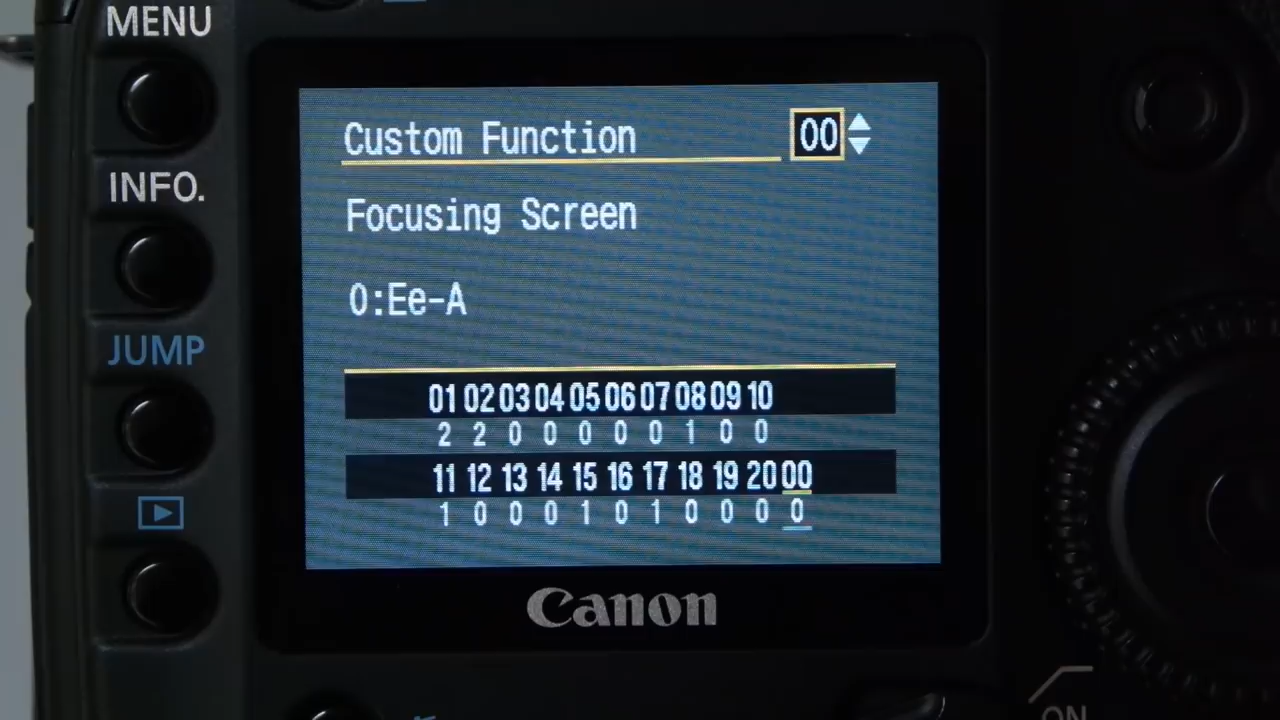 MENU
INFO.
JUMP
Custom Function 00
Focusing Screen
0:Ee-A
01 02 03 04 05 06 07 08 09 10
2 2 0 0 0 0 0 1 0 0
11 12 13 14 15 16 17 18 19 20 00
1 0 0 0 1 0 1 0 0 0 0
Canon
ON